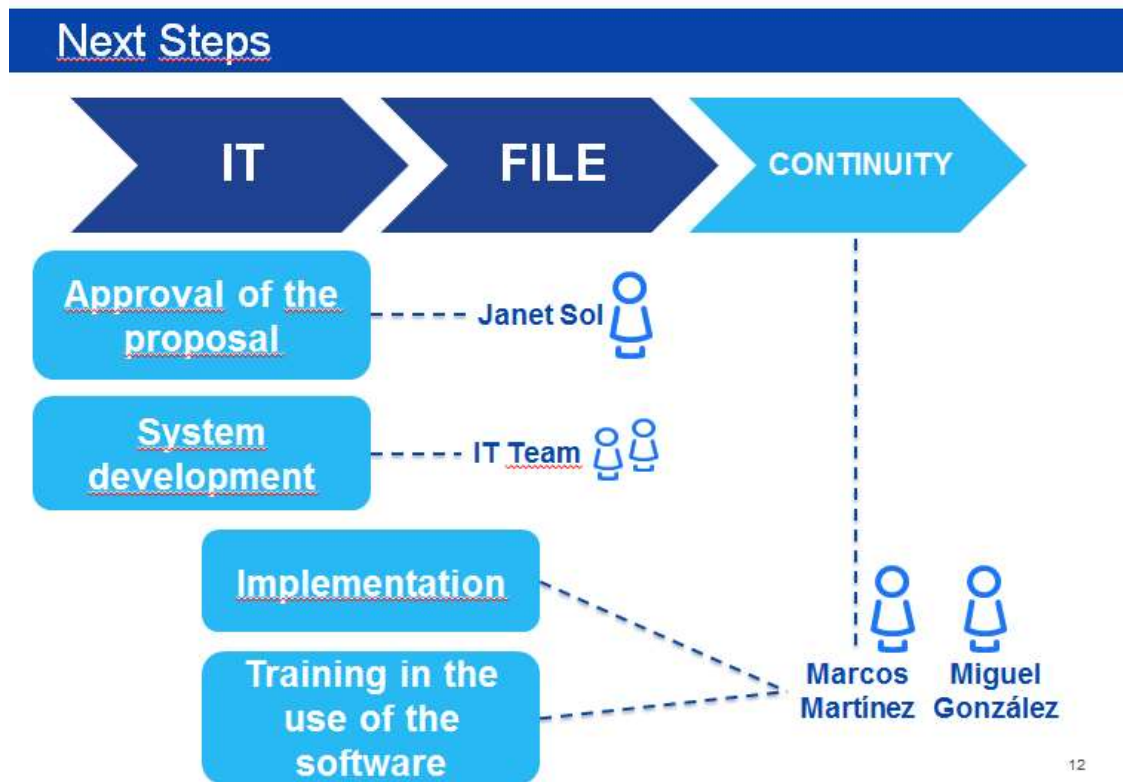 Next Steps
IT
FILE
CONTINUITY
Approval of the
proposal
Janet Sol
System
development
IT Team
Implementation
Training in the
use of the
software
Marcos
Martínez
Miguel
González
12